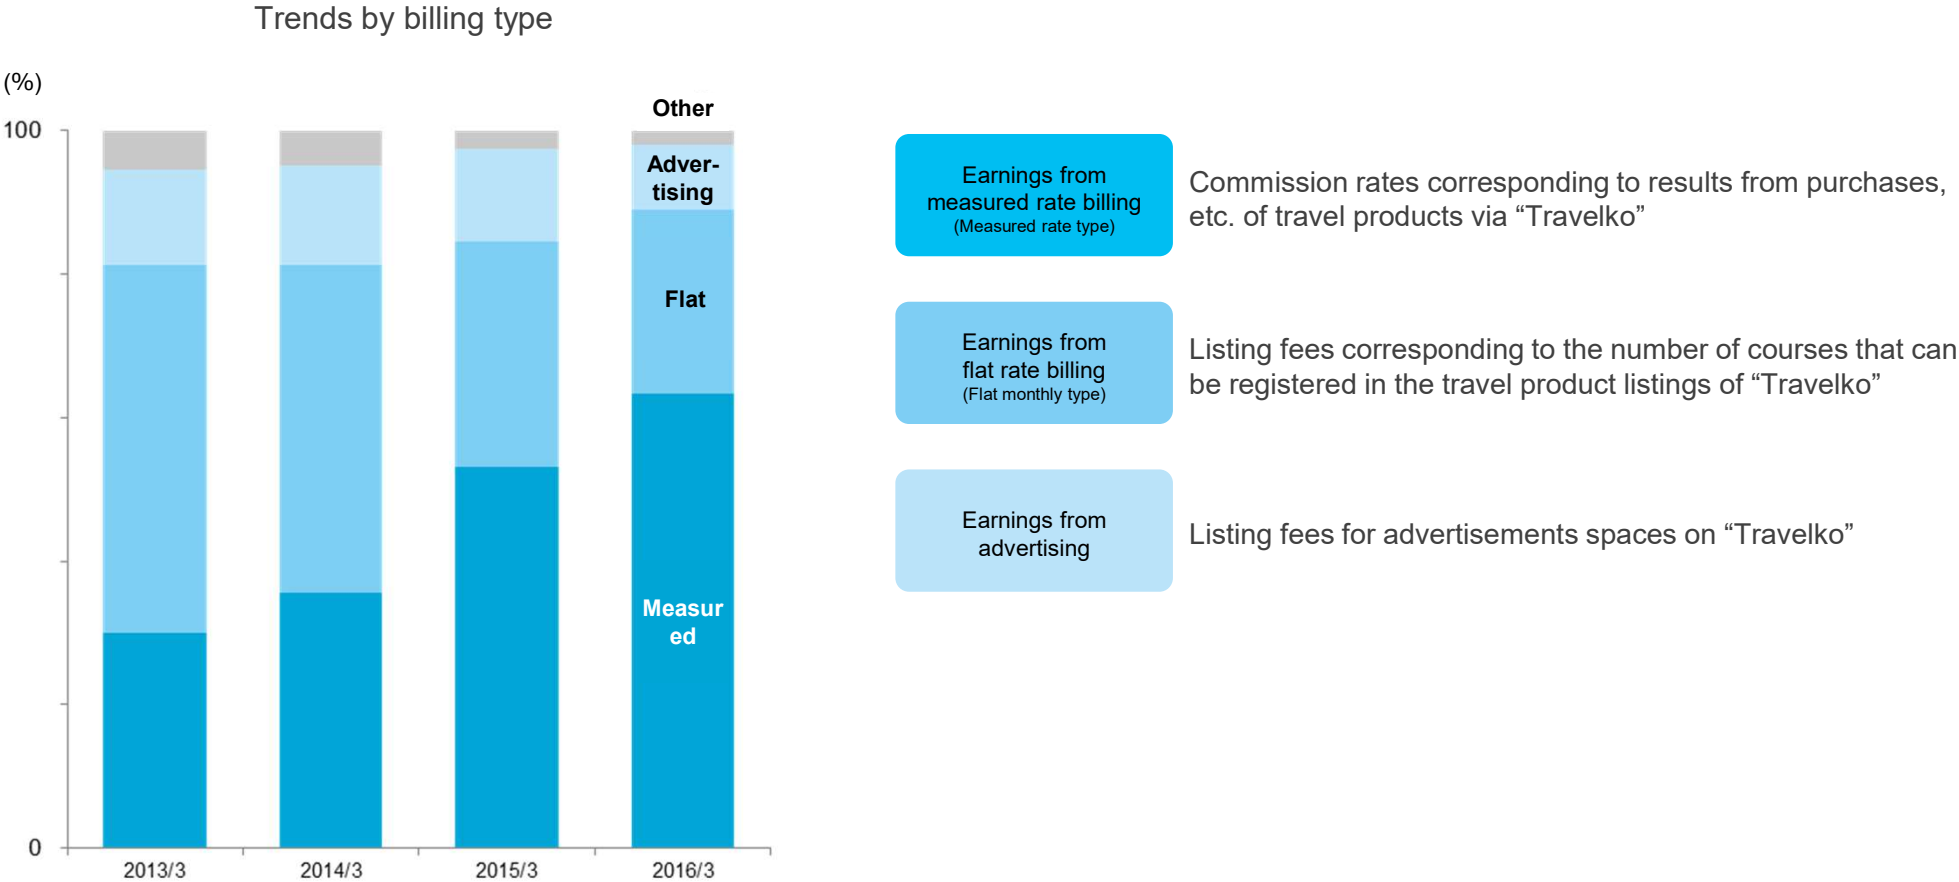 Trends by billing type
(%)
100
0
Other
Adver-
tising
Flat
Measur
ed
2013/3
2014/3
2015/3
2016/3
Earnings from
measured rate billing
(Measured rate type)
Commission rates corresponding to results from purchases,
etc. of travel products via “Travelko”
Earnings from
flat rate billing
(Flat monthly type)
Listing fees corresponding to the number of courses that can
be registered in the travel product listings of “Travelko”
Earnings from
advertising
Listing fees for advertisements spaces on “Travelko”